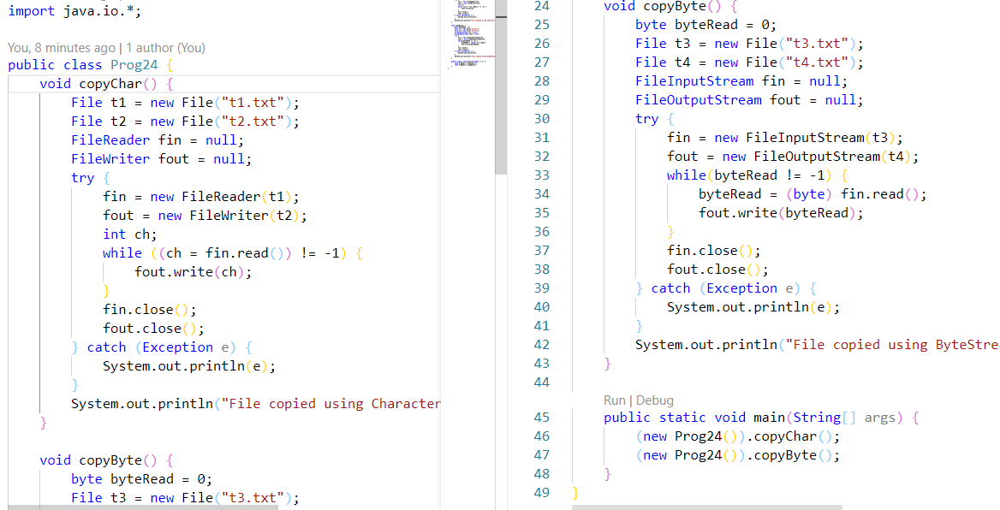 import java.io.*;
You, 8 minutes ago | 1 author (You)
public class Prog24 {
void copyChar() {
File t1 = new File("t1.txt");
File t2 = new File("t2.txt");
FileReader fin = null;
FileWriter fout = null;
try {
fin = new FileReader(t1);
fout = new FileWriter(t2);
int ch;
while ((ch = fin.read()) != -1) {
fout.write(ch);
}
fin.close();
fout.close();
} catch (Exception e) {
System.out.println(e);
}
System.out.println("File copied using Character
}
void copyByte() {
byte byteRead = 0;
File t3 = new File("t3.txt");
24 void copyByte() {
25 byte byteRead = 0;
26 File t3 = new File("t3.txt");
27 File t4 = new File("t4.txt");
28 FileInputStream fin = null;
29 FileOutputStream fout = null;
30 try {
31 fin = new FileInputStream(t3);
32 fout = new FileOutputStream(t4);
33 while(byteRead != -1) {
34 byteRead = (byte) fin.read();
35 fout.write(byteRead);
36 }
37 fin.close();
38 fout.close();
39 } catch (Exception e) {
40 System.out.println(e);
41 }
42 System.out.println("File copied using ByteStre
43 }
44
Run | Debug
45 public static void main(String[] args) {
46 (new Prog24()).copyChar();
47 (new Prog24()).copyByte();
48 }
49 }